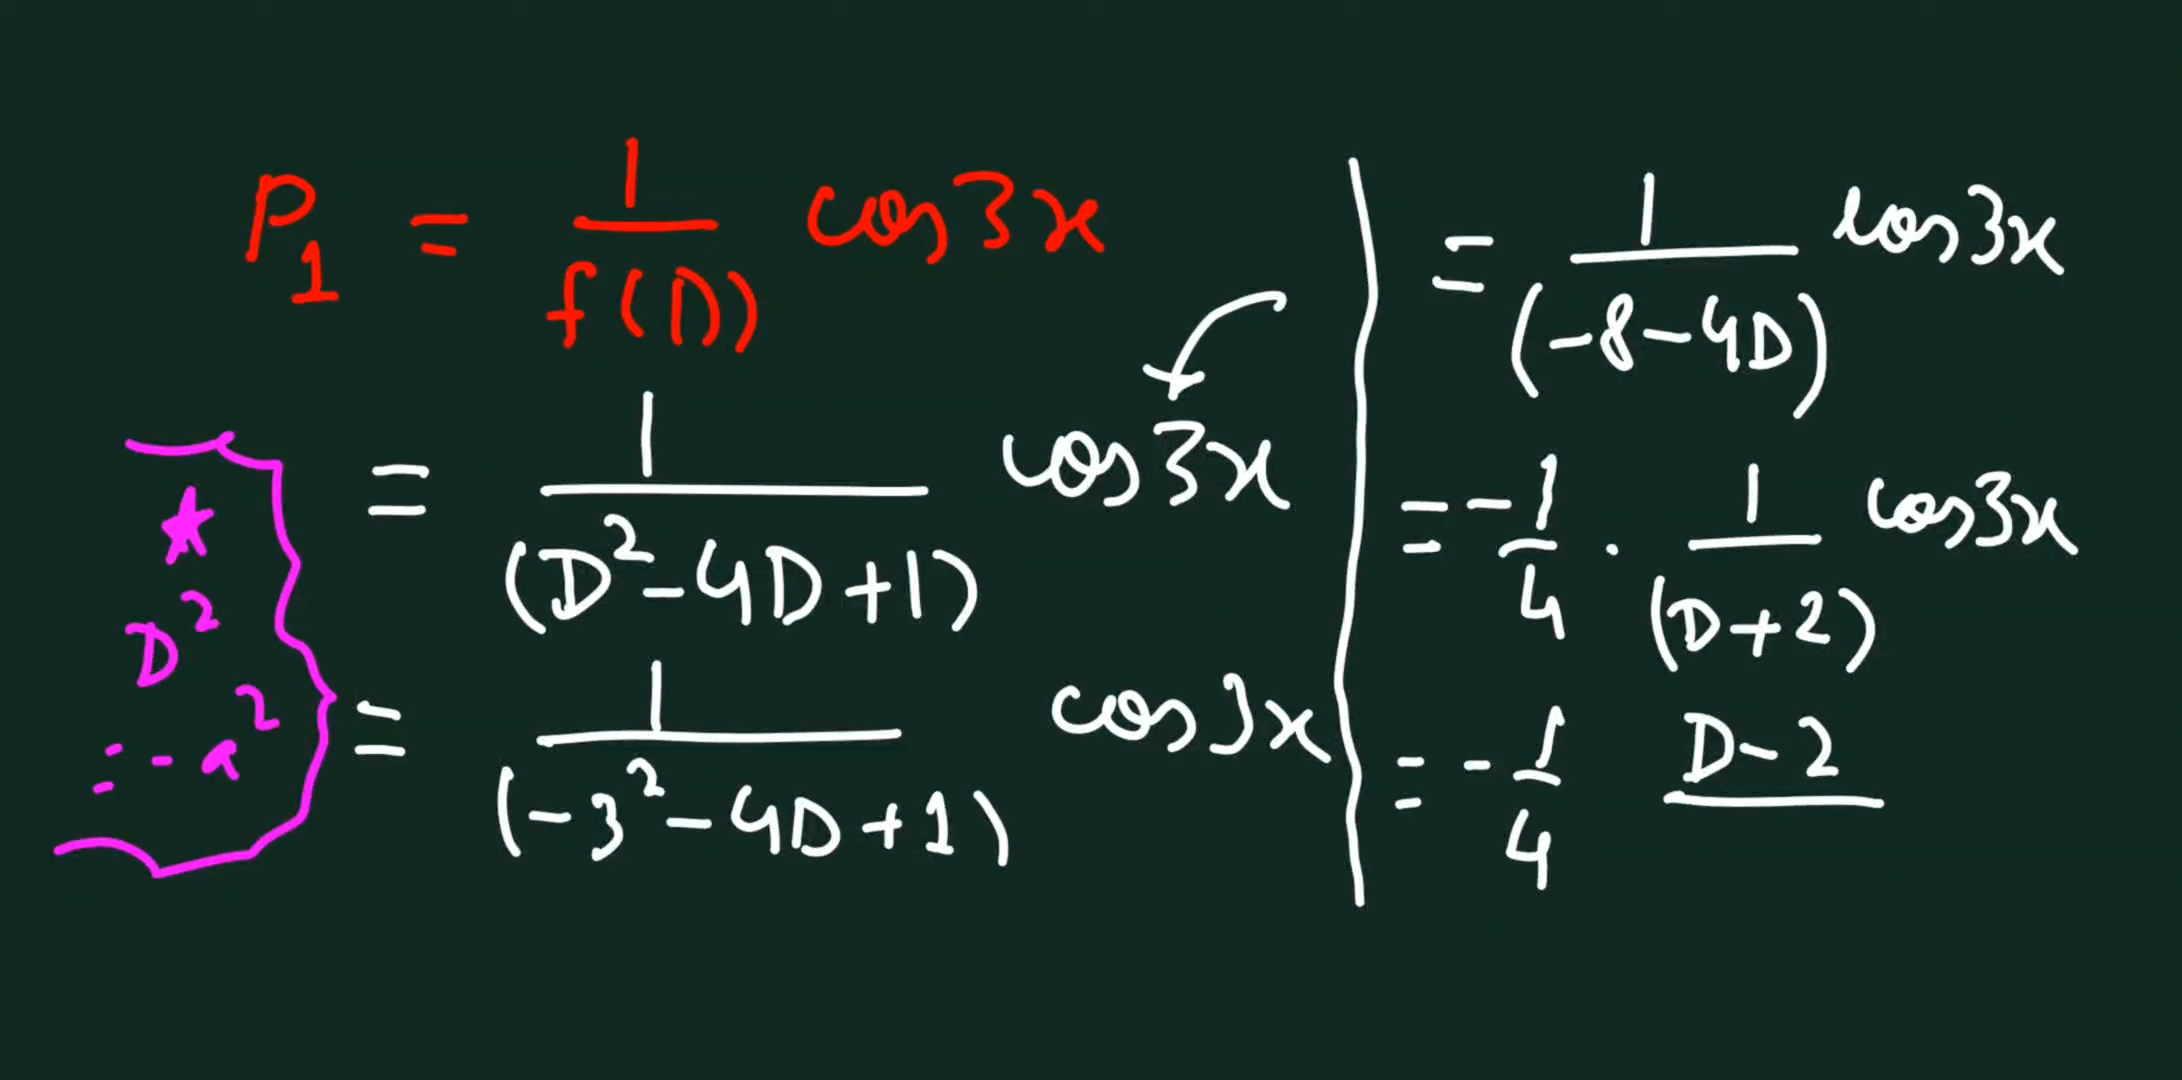 P₁ = 1/f(D) cos3x
= 1/(D²-4D+1) cos3x
= 1/(-3²-4D+1) cos3x
★
D²
= -a²
= 1/(-8-4D) cos3x
= -1/4 · 1/(D+2) cos3x
= -1/4 D-2